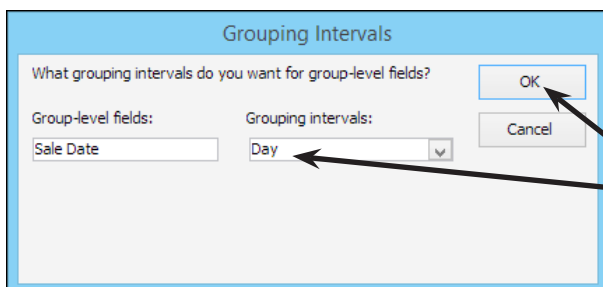 Grouping Intervals
What grouping intervals do you want for group-level fields?
OK
Group-level fields:
Grouping intervals:
Cancel
Sale Date
Day